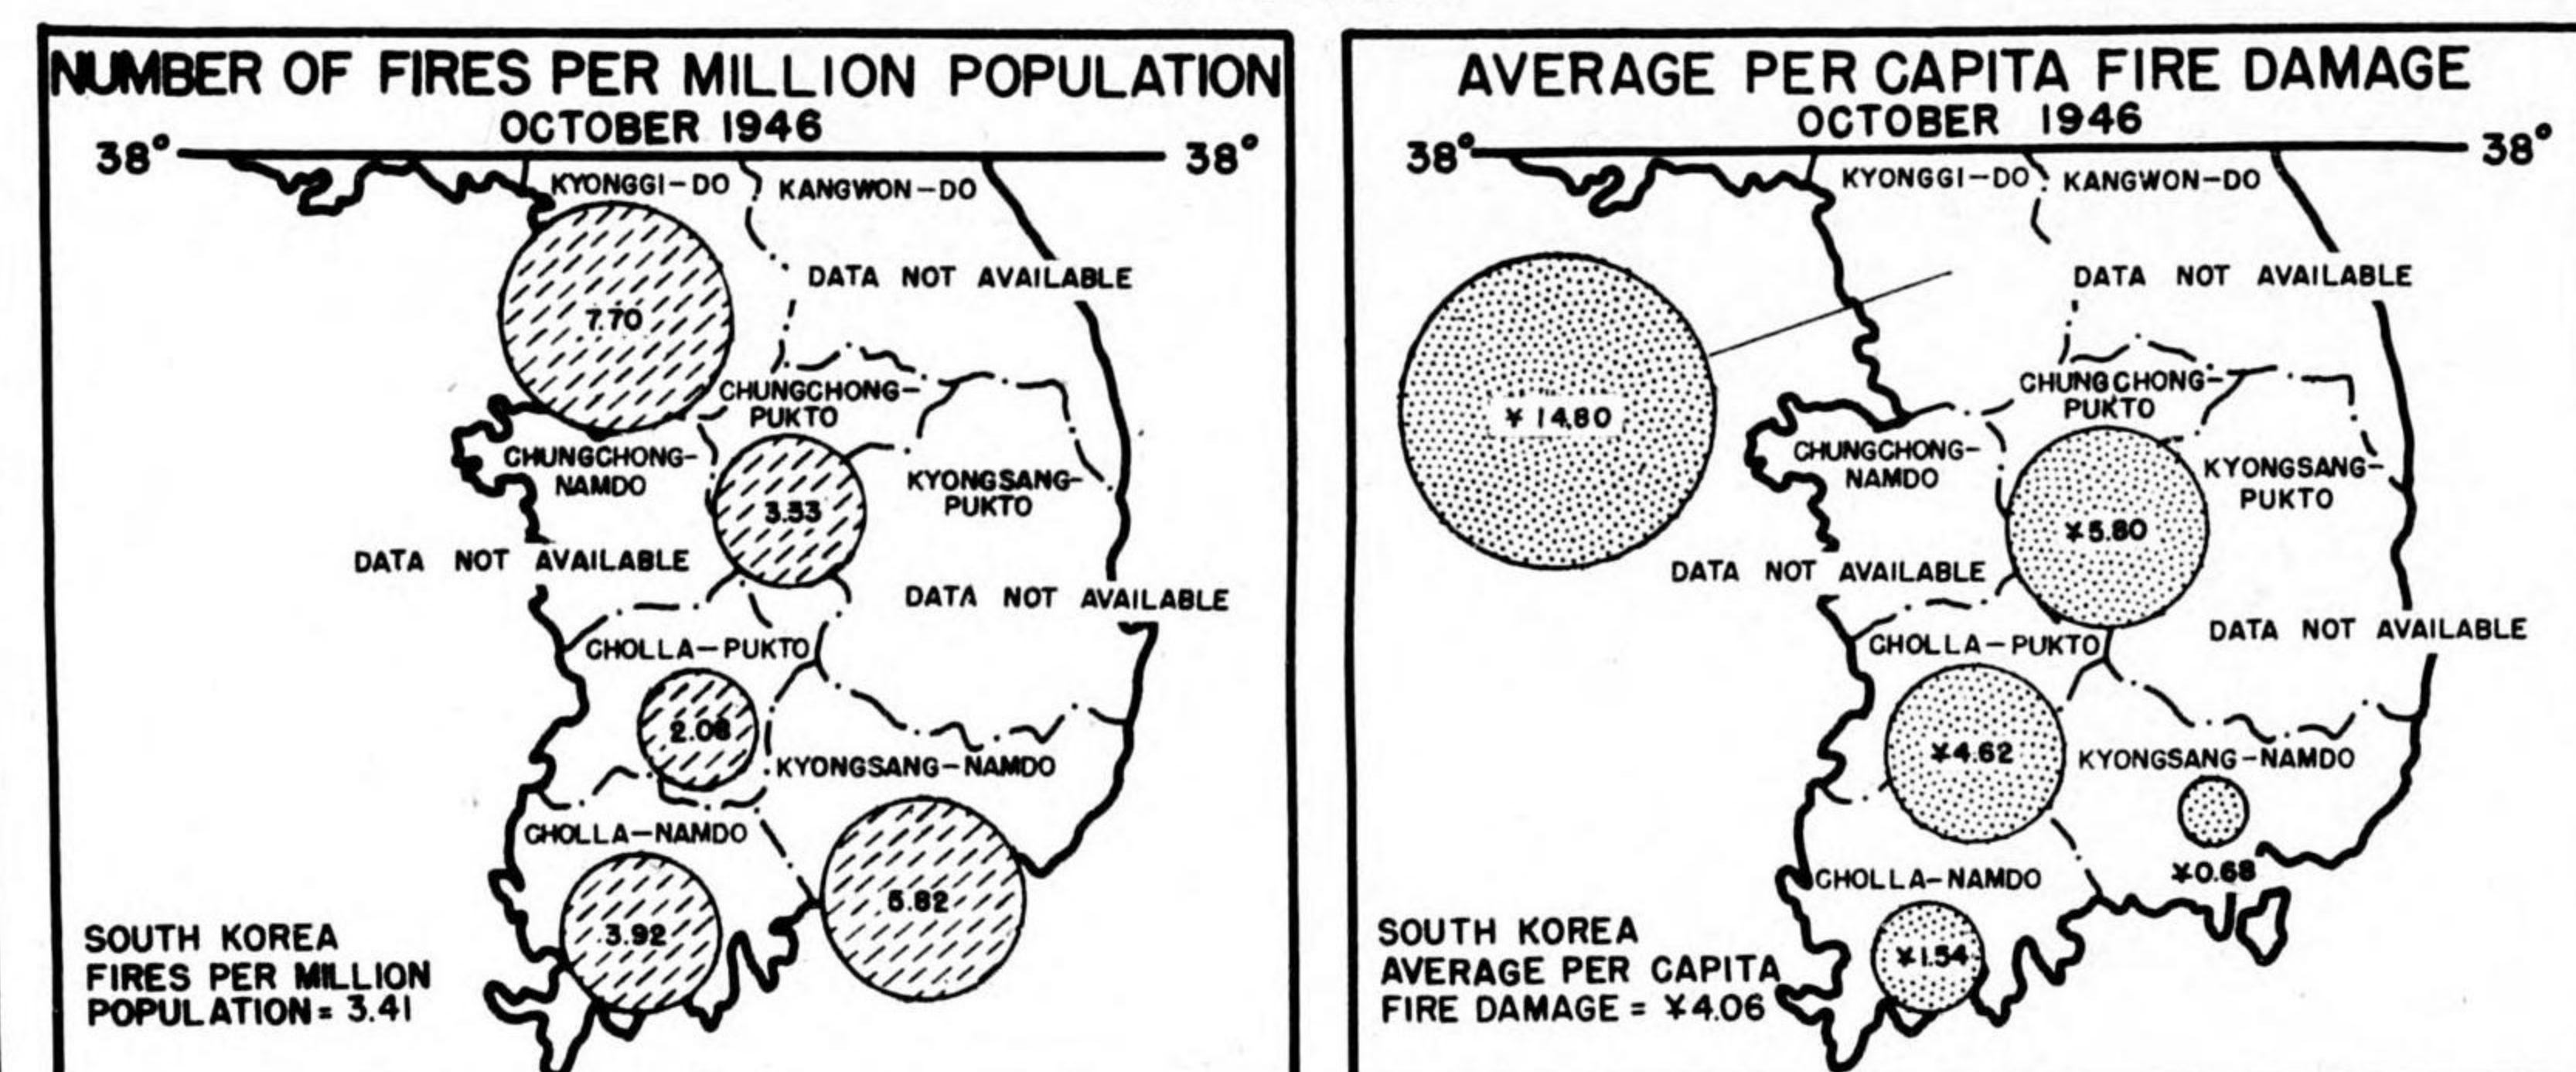 NUMBER OF FIRES PER MILLION POPULATION
OCTOBER 1946
38°
38°
KYONGGI-DO
KANGWON-DO
DATA NOT AVAILABLE
7.70
CHUNGCHONG-
PUKTO
CHUNGCHONG-
NAMDO
3.33
KYONGSANG-
PUKTO
DATA NOT AVAILABLE
DATA NOT AVAILABLE
CHOLLA-PUKTO
KYONGSANG-NAMDO
CHOLLA-NAMDO
5.82
3.92
SOUTH KOREA
FIRES PER MILLION
POPULATION = 3.41
AVERAGE PER CAPITA FIRE DAMAGE
OCTOBER 1946
38°
38°
KYONGGI-DO
KANGWON-DO
DATA NOT AVAILABLE
¥ 14.80
CHUNGCHONG-
PUKTO
CHUNGCHONG-
NAMDO
KYONGSANG-
PUKTO
¥5.80
DATA NOT AVAILABLE
DATA NOT AVAILABLE
CHOLLA-PUKTO
¥4.62
KYONGSANG-NAMDO
¥0.68
CHOLLA-NAMDO
¥1.54
SOUTH KOREA
AVERAGE PER CAPITA
FIRE DAMAGE = ¥4.06